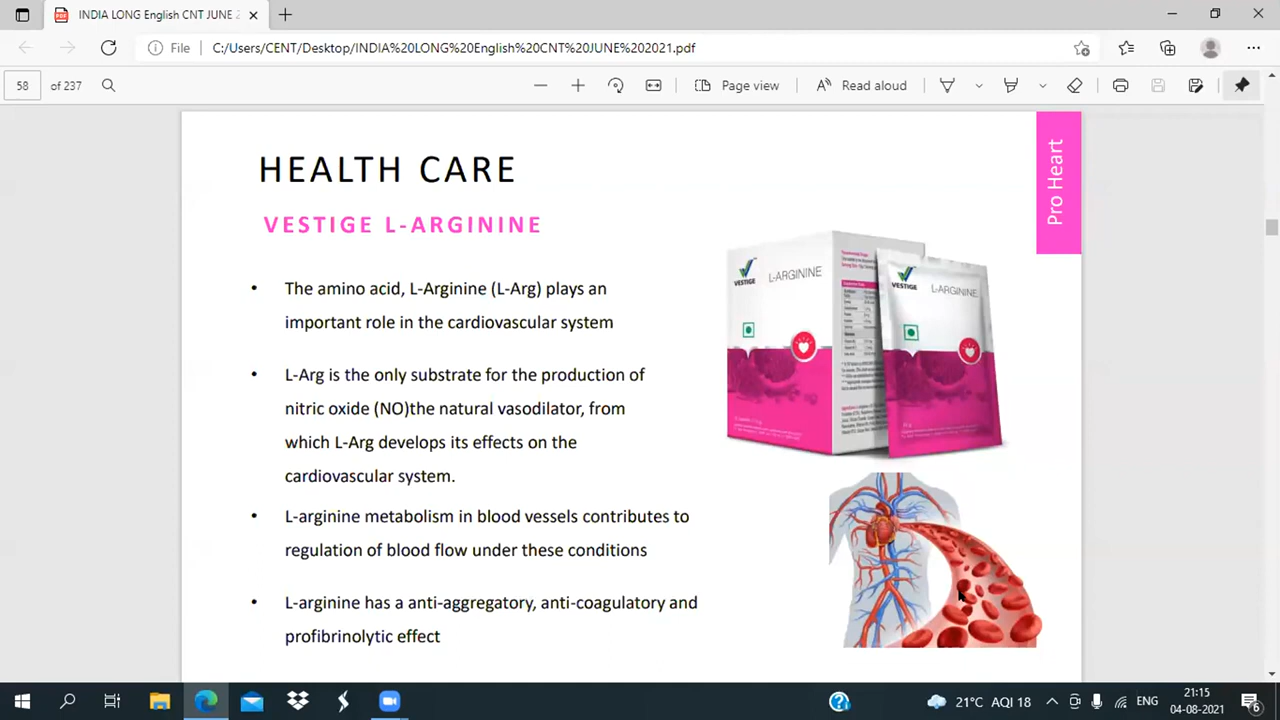 INDIA LONG English CNT JUNE 2
File C:/Users/CENT/Desktop/INDIA%20LONG%20English%20CNT%20JUNE%202021.pdf
58 of 237
Page view
Read aloud
HEALTH CARE
Pro Heart
VESTIGE L-ARGININE
• The amino acid, L-Arginine (L-Arg) plays an
important role in the cardiovascular system
• L-Arg is the only substrate for the production of
nitric oxide (NO)the natural vasodilator, from
which L-Arg develops its effects on the
cardiovascular system.
• L-arginine metabolism in blood vessels contributes to
regulation of blood flow under these conditions
• L-arginine has a anti-aggregatory, anti-coagulatory and
profibrinolytic effect
VESTIGE
L-ARGININE
VESTIGE
L-ARGININE
21°C AQI 18
ENG
21:15
04-08-2021
6